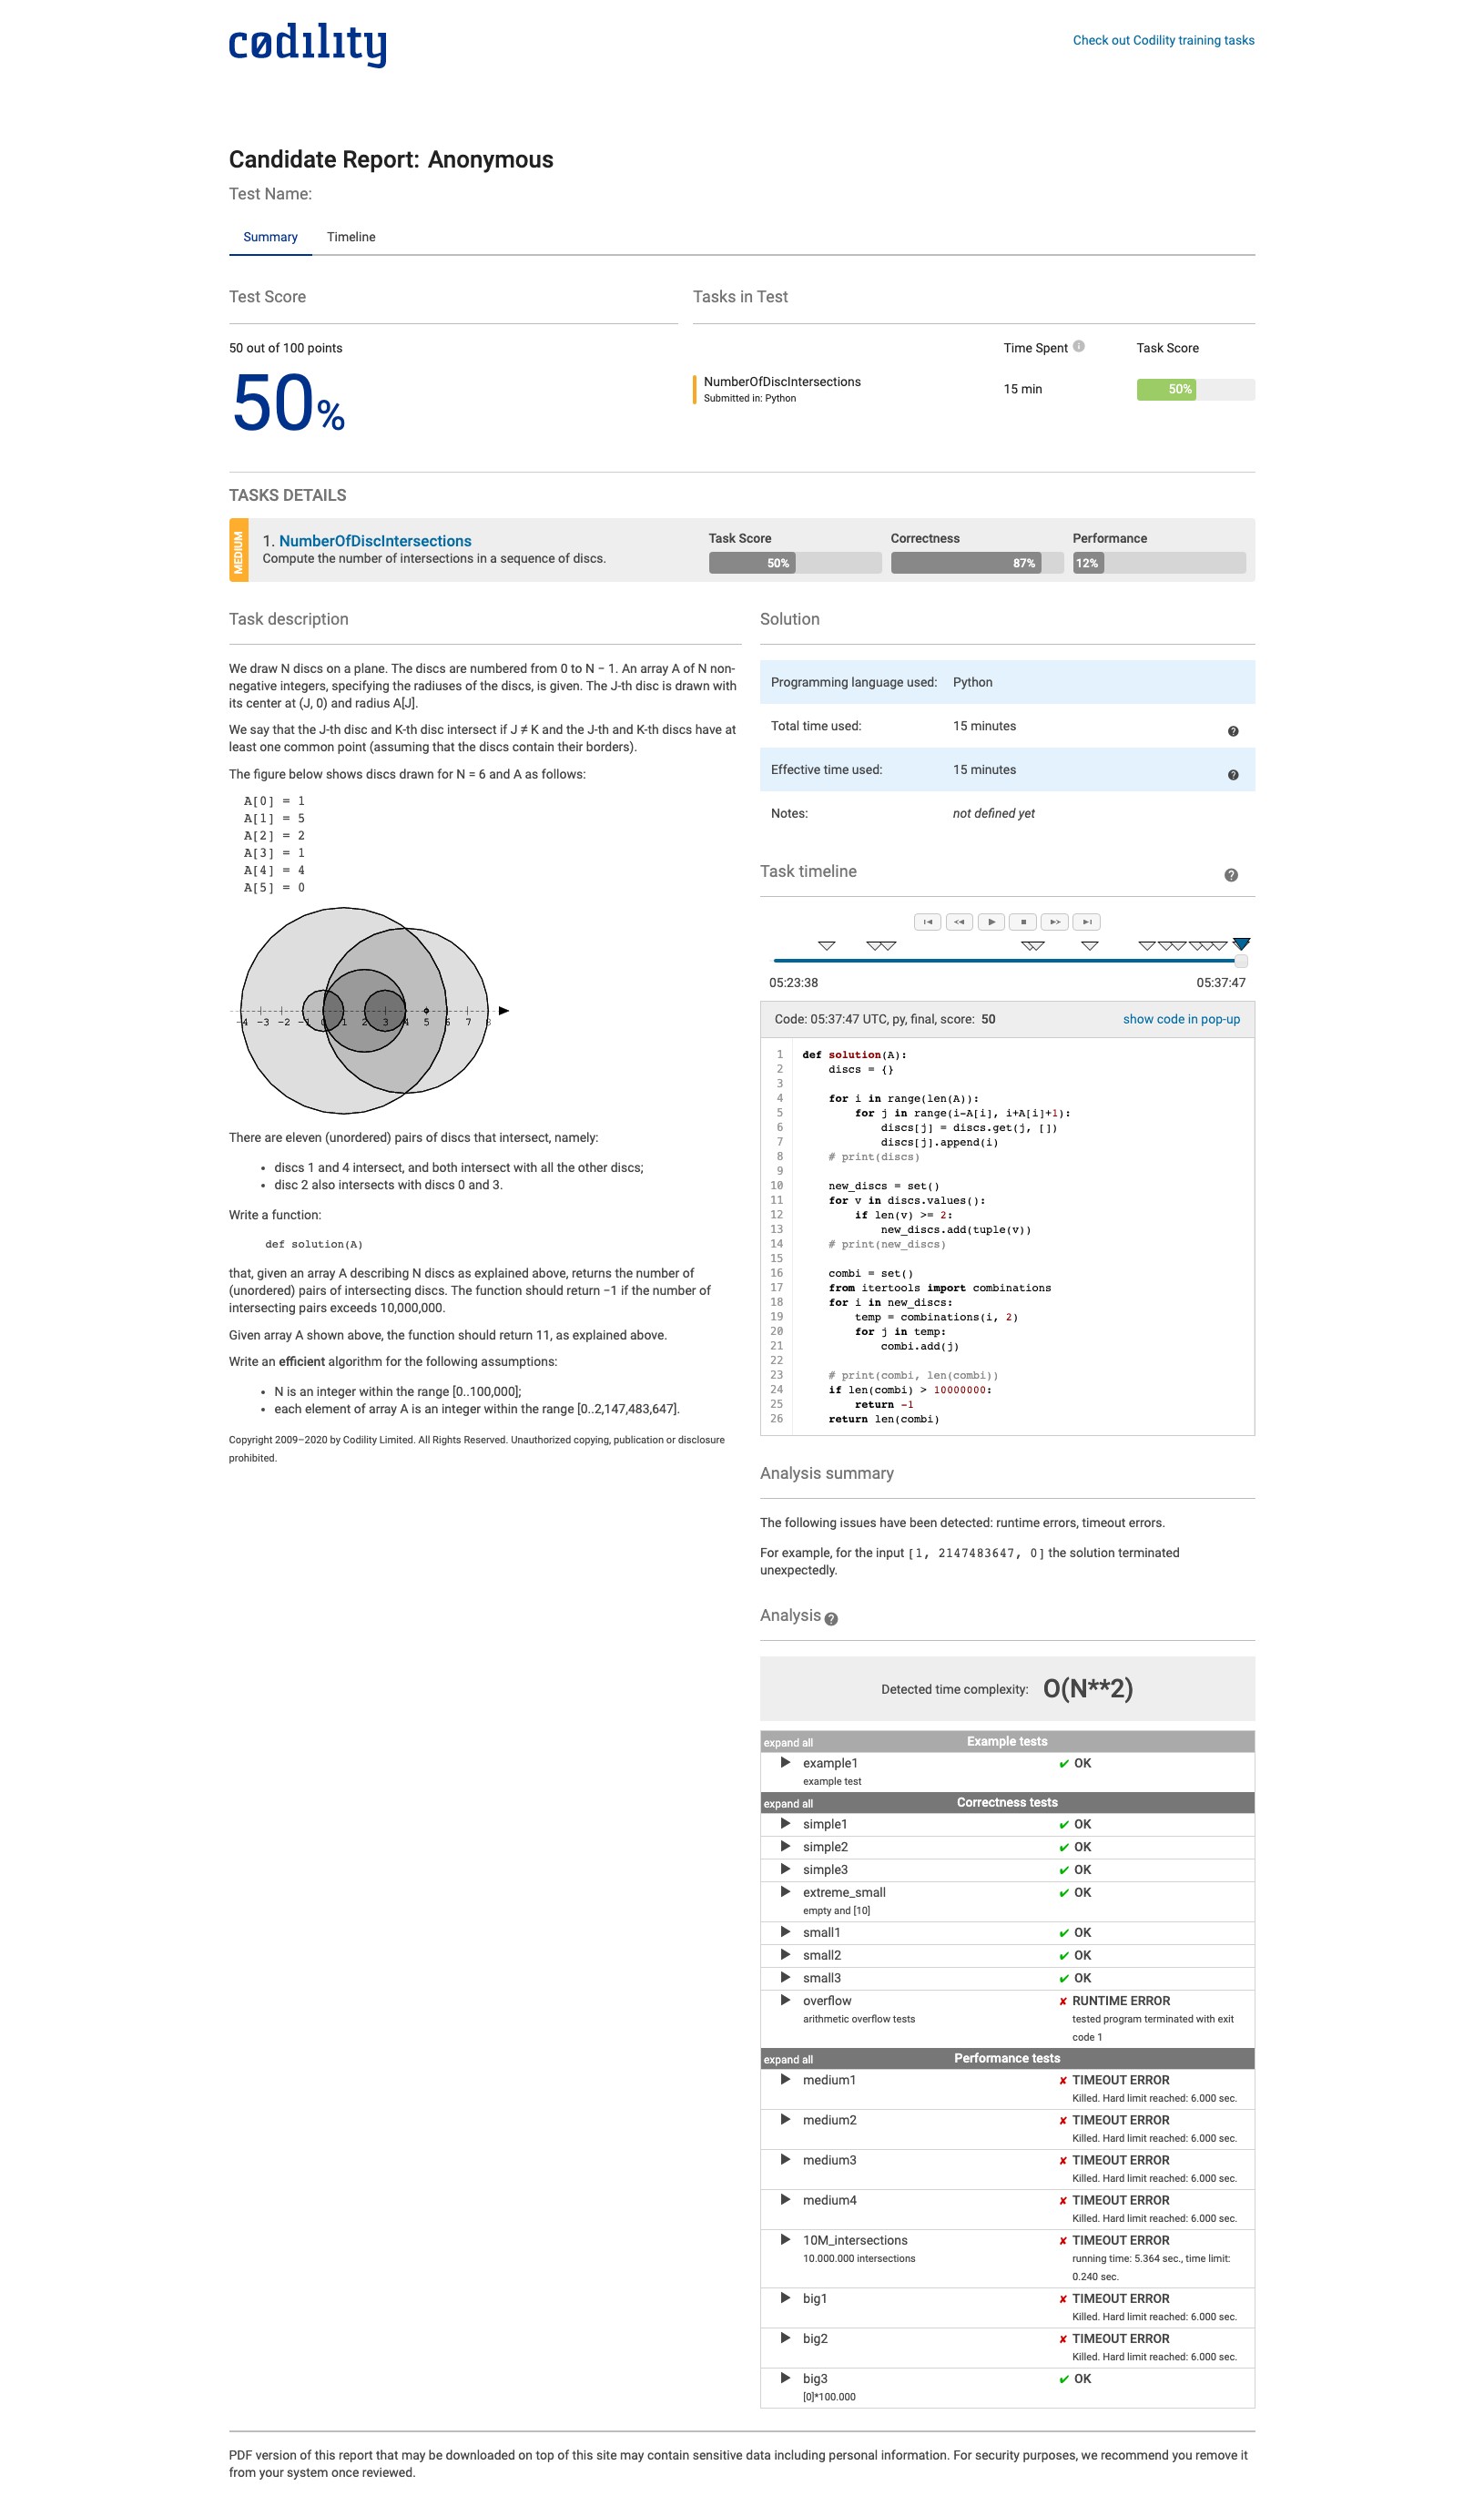 cødility
Check out Codility training tasks
Candidate Report: Anonymous
Test Name:
Summary Timeline
Test Score
Tasks in Test
50 out of 100 points
50%
Time Spent Task Score
NumberOfDiscIntersections
Submitted in: Python
15 min
50%
TASKS DETAILS
MEDIUM
1. NumberOfDiscIntersections
Compute the number of intersections in a sequence of discs.
Task Score
50%
Correctness
87%
Performance
12%
Task description
We draw N discs on a plane. The discs are numbered from 0 to N − 1. An array A of N non-
negative integers, specifying the radiuses of the discs, is given. The J-th disc is drawn with
its center at (J, 0) and radius A[J].
We say that the J-th disc and K-th disc intersect if J ≠ K and the J-th and K-th discs have at
least one common point (assuming that the discs contain their borders).
The figure below shows discs drawn for N = 6 and A as follows:
A[0] = 1
A[1] = 5
A[2] = 2
A[3] = 1
A[4] = 4
A[5] = 0
-4 -3 -2 -1 0 1 2 3 4 5 6 7 8
There are eleven (unordered) pairs of discs that intersect, namely:
• discs 1 and 4 intersect, and both intersect with all the other discs;
• disc 2 also intersects with discs 0 and 3.
Write a function:
def solution(A)
that, given an array A describing N discs as explained above, returns the number of
(unordered) pairs of intersecting discs. The function should return −1 if the number of
intersecting pairs exceeds 10,000,000.
Given array A shown above, the function should return 11, as explained above.
Write an efficient algorithm for the following assumptions:
• N is an integer within the range [0..100,000];
• each element of array A is an integer within the range [0..2,147,483,647].
Copyright 2009–2020 by Codility Limited. All Rights Reserved. Unauthorized copying, publication or disclosure
prohibited.
Solution
Programming language used: Python
Total time used: 15 minutes
Effective time used: 15 minutes
Notes: not defined yet
Task timeline
05:23:38 05:37:47
Code: 05:37:47 UTC, py, final, score: 50
show code in pop-up
1 def solution(A):
2     discs = {}
3
4     for i in range(len(A)):
5         for j in range(i-A[i], i+A[i]+1):
6             discs[j] = discs.get(j, [])
7             discs[j].append(i)
8     # print(discs)
9
10     new_discs = set()
11     for v in discs.values():
12         if len(v) >= 2:
13             new_discs.add(tuple(v))
14     # print(new_discs)
15
16     combi = set()
17     from itertools import combinations
18     for i in new_discs:
19         temp = combinations(i, 2)
20         for j in temp:
21             combi.add(j)
22
23     # print(combi, len(combi))
24     if len(combi) > 10000000:
25         return -1
26     return len(combi)
Analysis summary
The following issues have been detected: runtime errors, timeout errors.
For example, for the input [1, 2147483647, 0] the solution terminated
unexpectedly.
Analysis
Detected time complexity: O(N**2)
expand all Example tests
example1 ✔ OK
example test
expand all Correctness tests
simple1 ✔ OK
simple2 ✔ OK
simple3 ✔ OK
extreme_small ✔ OK
empty and [10]
small1 ✔ OK
small2 ✔ OK
small3 ✔ OK
overflow ✘ RUNTIME ERROR
arithmetic overflow tests
tested program terminated with exit
code 1
expand all Performance tests
medium1 ✘ TIMEOUT ERROR
Killed. Hard limit reached: 6.000 sec.
medium2 ✘ TIMEOUT ERROR
Killed. Hard limit reached: 6.000 sec.
medium3 ✘ TIMEOUT ERROR
Killed. Hard limit reached: 6.000 sec.
medium4 ✘ TIMEOUT ERROR
Killed. Hard limit reached: 6.000 sec.
10M_intersections ✘ TIMEOUT ERROR
10.000.000 intersections
running time: 5.364 sec., time limit:
0.240 sec.
big1 ✘ TIMEOUT ERROR
Killed. Hard limit reached: 6.000 sec.
big2 ✘ TIMEOUT ERROR
Killed. Hard limit reached: 6.000 sec.
big3 ✔ OK
[0]*100.000
PDF version of this report that may be downloaded on top of this site may contain sensitive data including personal information. For security purposes, we recommend you remove it
from your system once reviewed.